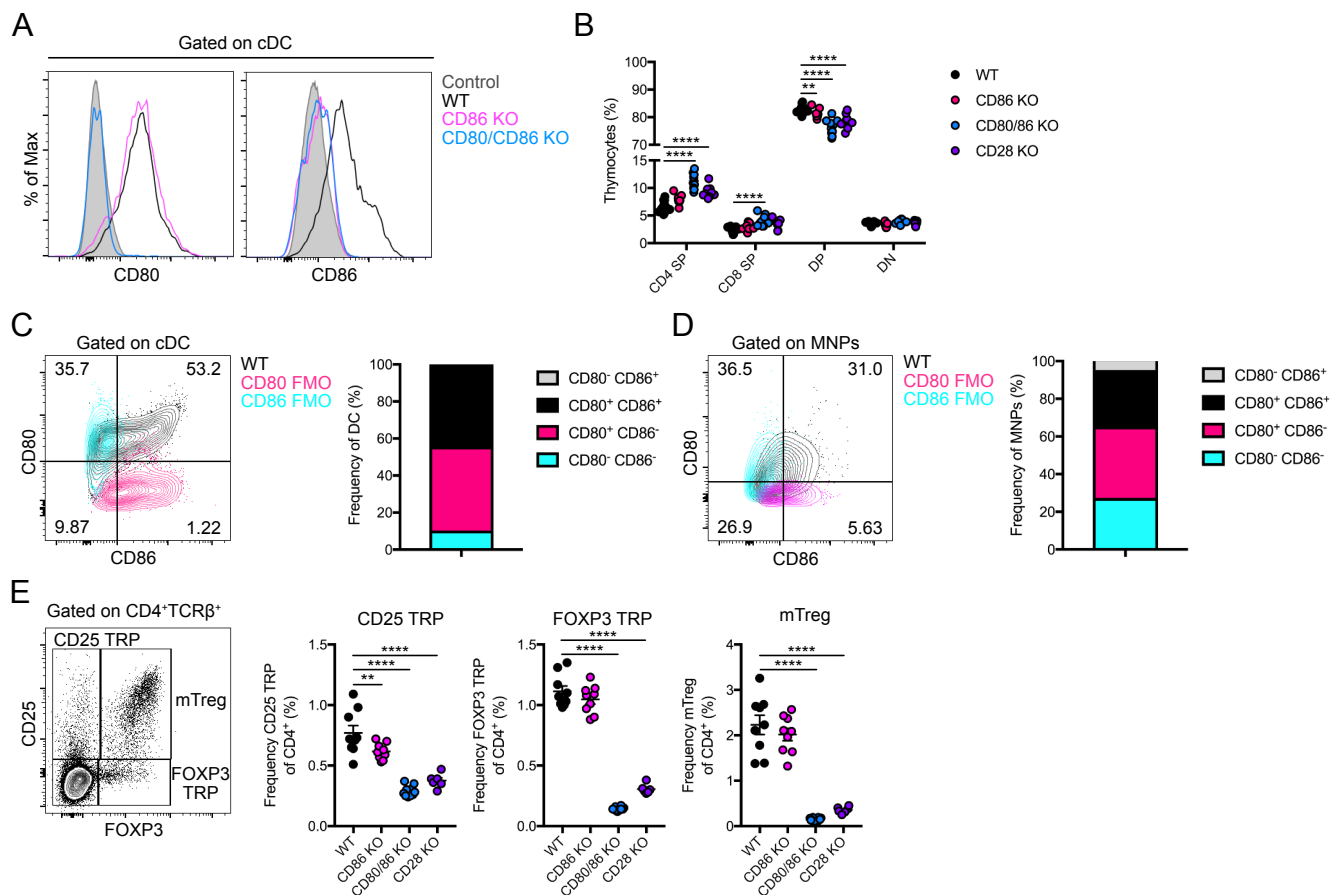 A
Gated on cDC
Control
WT
CD86 KO
CD80/CD86 KO
% of Max
CD80
CD86
B
Thymocytes (%)
100
90
80
70
15
10
5
0
CD4 SP
CD8 SP
DP
DN
****
****
****
****
****
**
****
WT
CD86 KO
CD80/86 KO
CD28 KO
C
Gated on cDC
35.7
53.2
9.87
1.22
CD80
CD86
WT
CD80 FMO
CD86 FMO
Frequency of DC (%)
100
80
60
40
20
0
CD80⁻ CD86⁺
CD80⁺ CD86⁺
CD80⁺ CD86⁻
CD80⁻ CD86⁻
D
Gated on MNPs
36.5
31.0
26.9
5.63
CD80
CD86
WT
CD80 FMO
CD86 FMO
Frequency of MNPs (%)
100
80
60
40
20
0
CD80⁻ CD86⁺
CD80⁺ CD86⁺
CD80⁺ CD86⁻
CD80⁻ CD86⁻
E
Gated on CD4⁺TCRβ⁺
CD25 TRP
mTreg
FOXP3
TRP
CD25
FOXP3
CD25 TRP
Frequency CD25 TRP
of CD4⁺ (%)
1.5
1.0
0.5
0.0
****
****
**
WT
CD86 KO
CD80/86 KO
CD28 KO
FOXP3 TRP
Frequency FOXP3 TRP
of CD4⁺ (%)
1.5
1.0
0.5
0.0
****
****
WT
CD86 KO
CD80/86 KO
CD28 KO
mTreg
Frequency mTreg
of CD4⁺ (%)
4
3
2
1
0
****
****
WT
CD86 KO
CD80/86 KO
CD28 KO